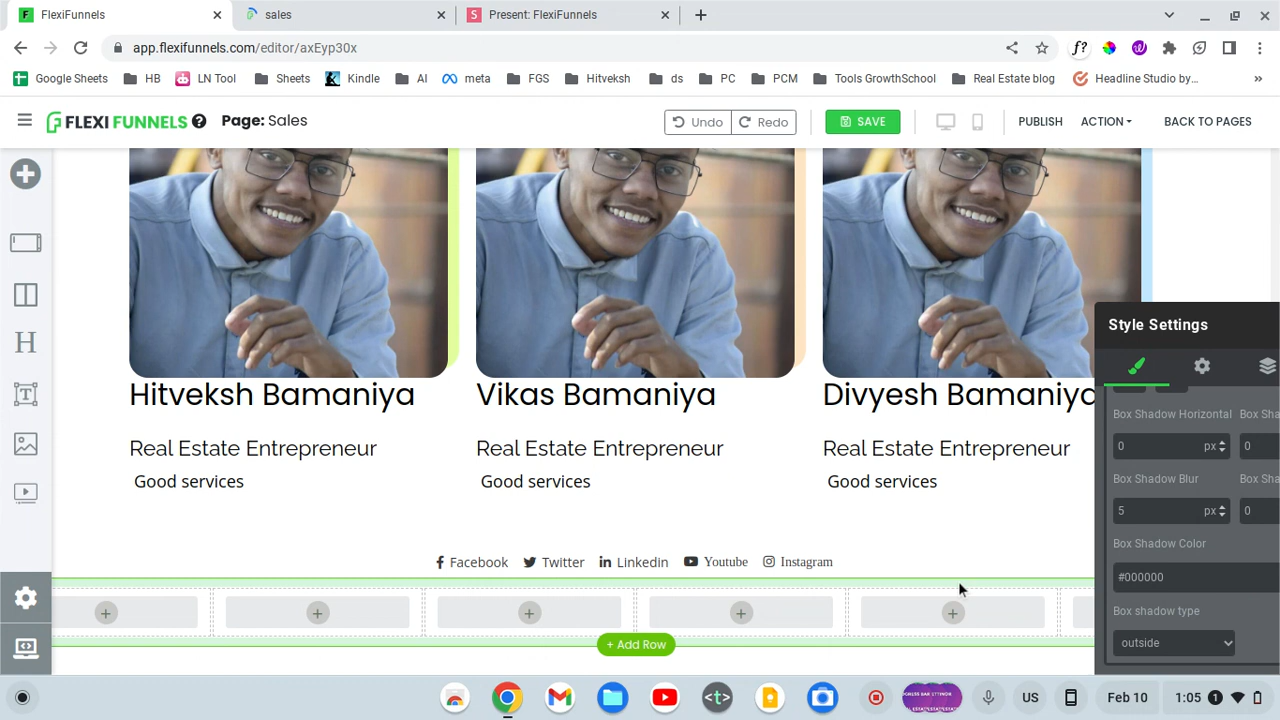 FlexiFunnels
sales
Present: FlexiFunnels
app.flexifunnels.com/editor/axEyp30x
Google Sheets HB LN Tool Sheets Kindle AI meta FGS Hitveksh ds PC PCM Tools GrowthSchool Real Estate blog Headline Studio by... »
FLEXI FUNNELS Page: Sales Undo Redo SAVE PUBLISH ACTION BACK TO PAGES
Hitveksh Bamaniya Vikas Bamaniya Divyesh Bamaniya
Real Estate Entrepreneur Real Estate Entrepreneur Real Estate Entrepreneur
Good services Good services Good services
Facebook Twitter Linkedin Youtube Instagram
+ Add Row
Style Settings
Box Shadow Horizontal Box Sha
0 px 0
Box Shadow Blur Box Sha
5 px 0
Box Shadow Color
#000000
Box shadow type
outside
US Feb 10 1:05 1